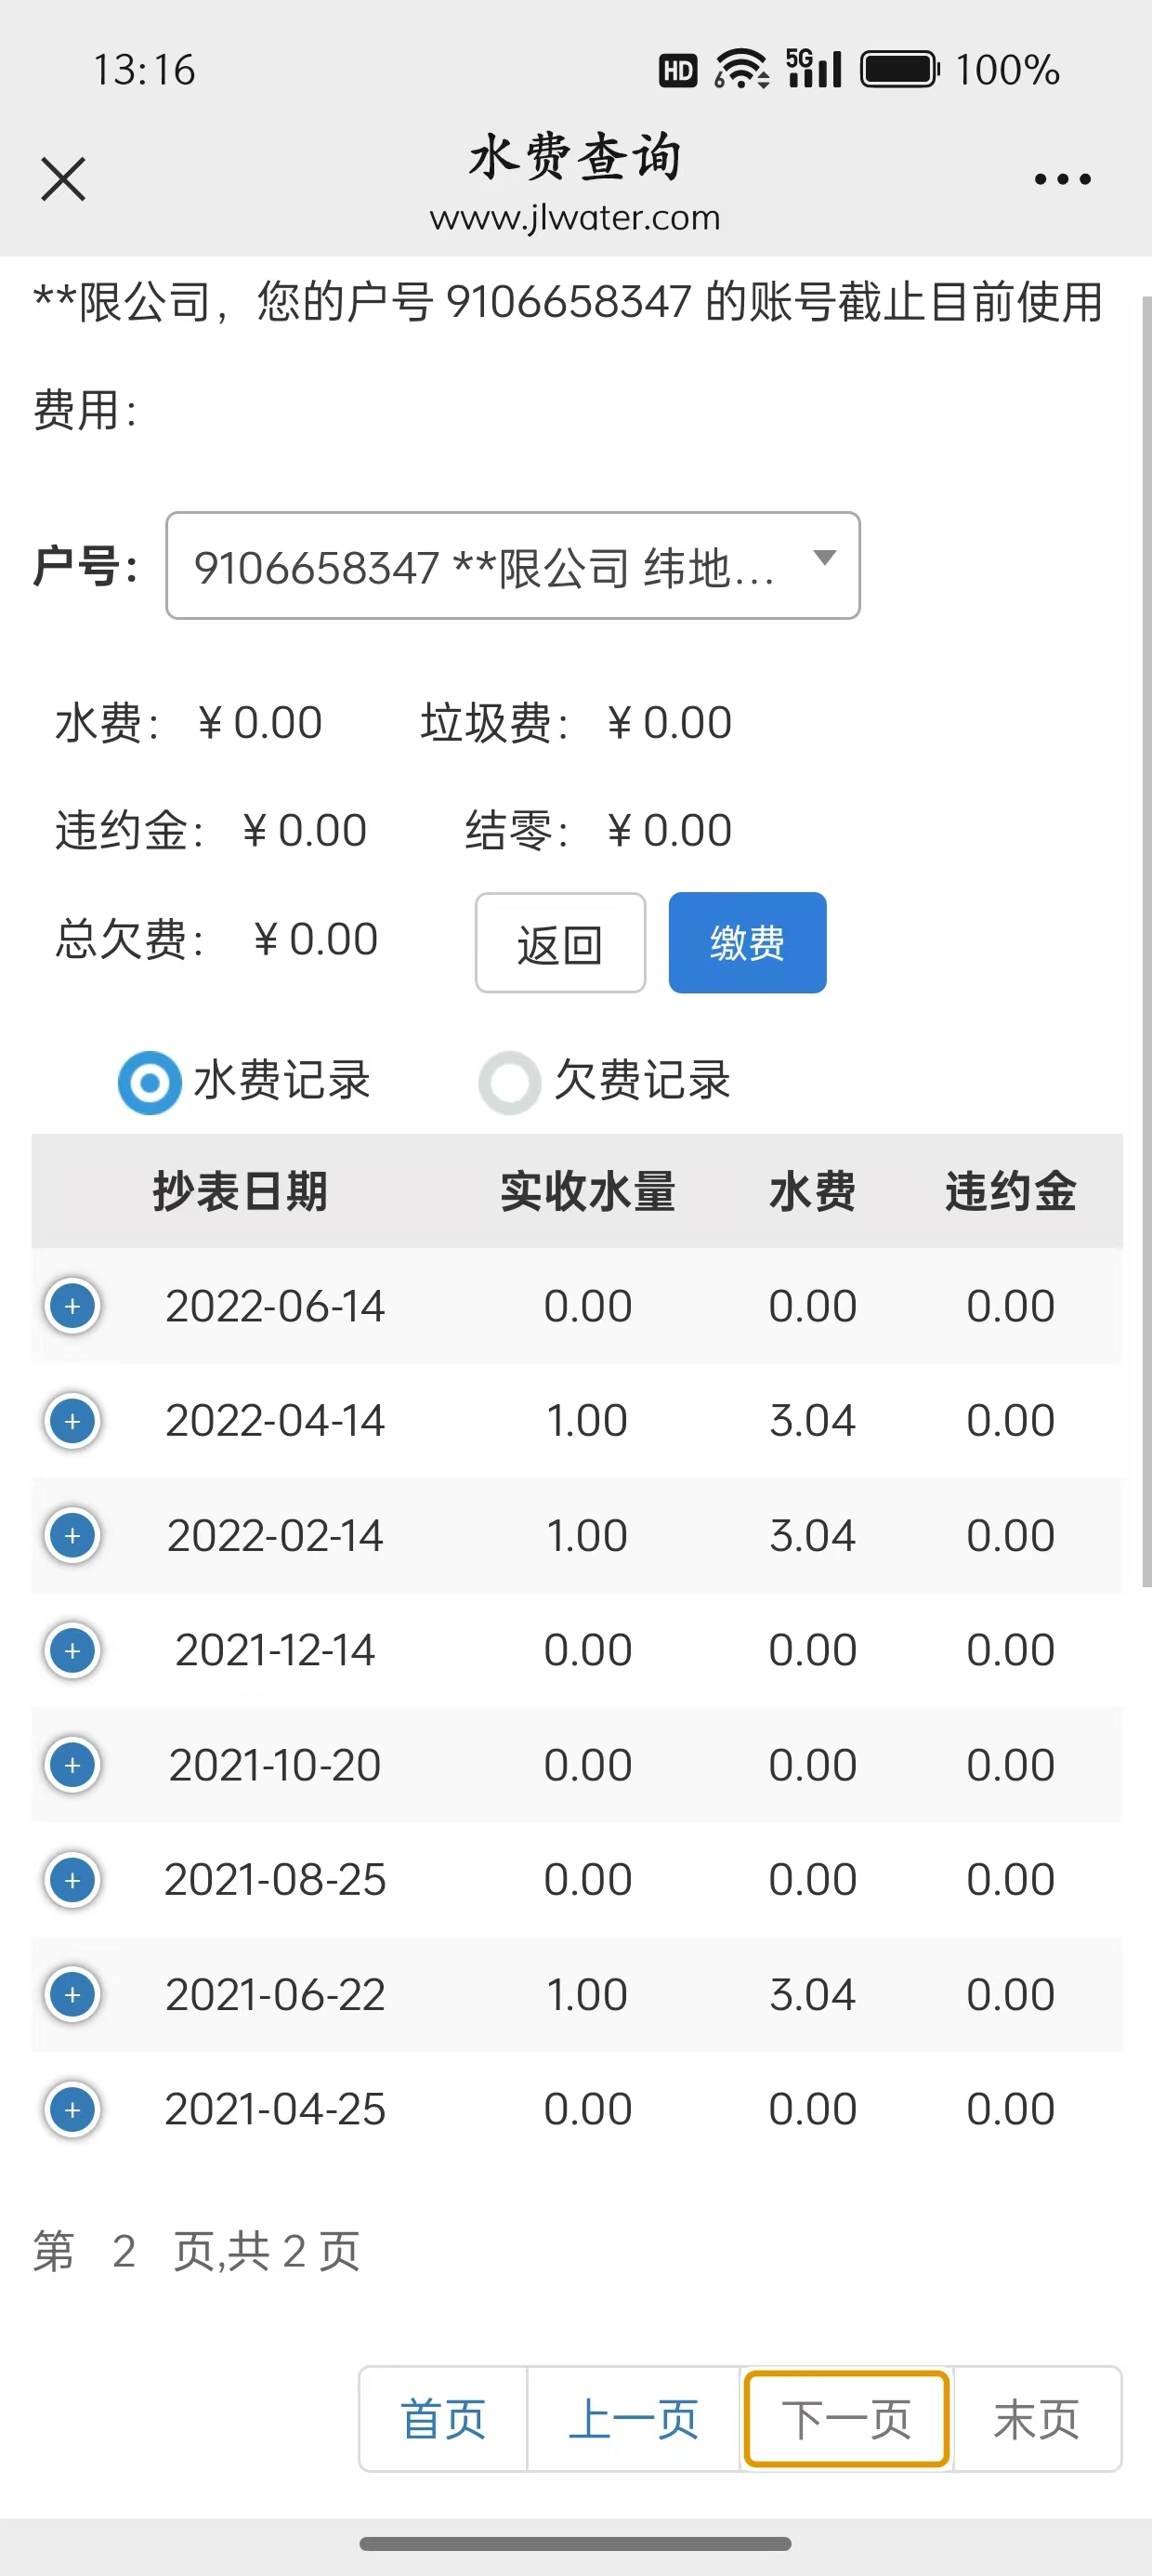 13:16 HD 6 5G 100%
水费查询
www.jlwater.com
**限公司，您的户号 9106658347 的账号截止目前使用
费用：
户号： 9106658347 **限公司 纬地...
水费： ¥ 0.00 垃圾费： ¥ 0.00
违约金： ¥ 0.00 结零： ¥ 0.00
总欠费： ¥ 0.00 返回 缴费
水费记录 欠费记录
抄表日期 实收水量 水费 违约金
2022-06-14 0.00 0.00 0.00
2022-04-14 1.00 3.04 0.00
2022-02-14 1.00 3.04 0.00
2021-12-14 0.00 0.00 0.00
2021-10-20 0.00 0.00 0.00
2021-08-25 0.00 0.00 0.00
2021-06-22 1.00 3.04 0.00
2021-04-25 0.00 0.00 0.00
第 2 页,共 2 页
首页 上一页 下一页 末页